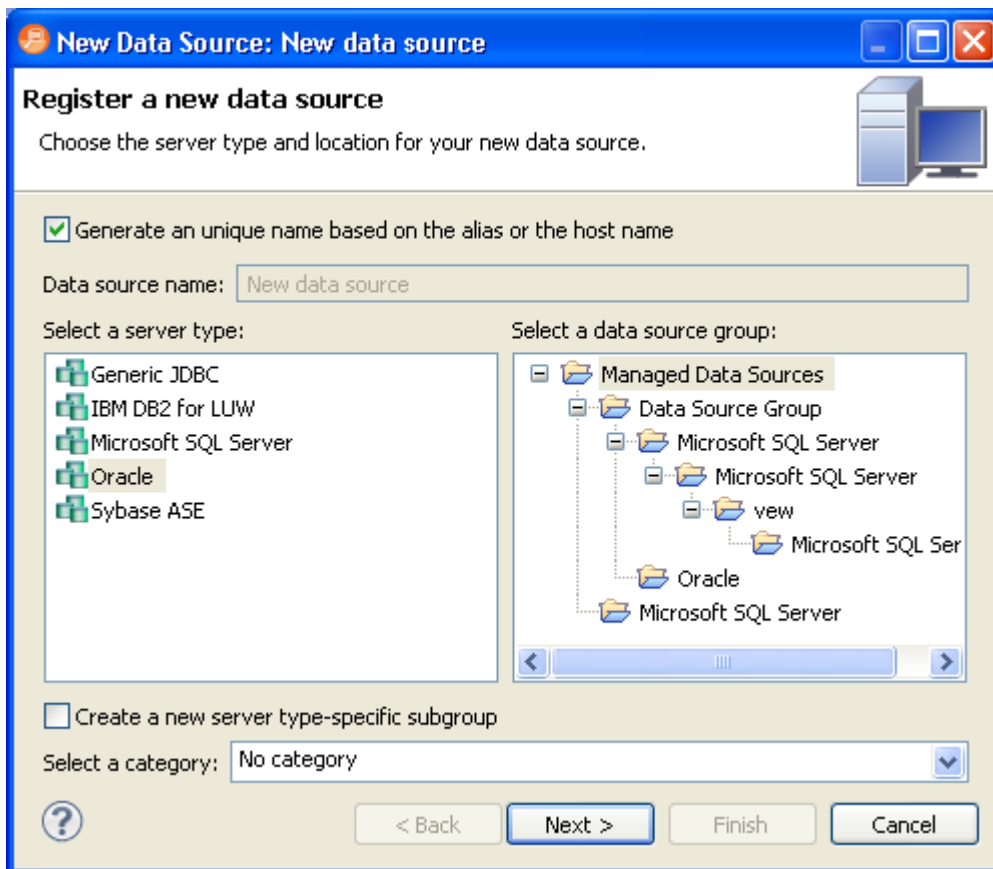 New Data Source: New data source
Register a new data source
Choose the server type and location for your new data source.
Generate an unique name based on the alias or the host name
Data source name: New data source
Select a server type:
Generic JDBC
IBM DB2 for LUW
Microsoft SQL Server
Oracle
Sybase ASE
Select a data source group:
Managed Data Sources
Data Source Group
Microsoft SQL Server
Microsoft SQL Server
vew
Microsoft SQL Ser
Oracle
Microsoft SQL Server
Create a new server type-specific subgroup
Select a category: No category
? < Back Next > Finish Cancel